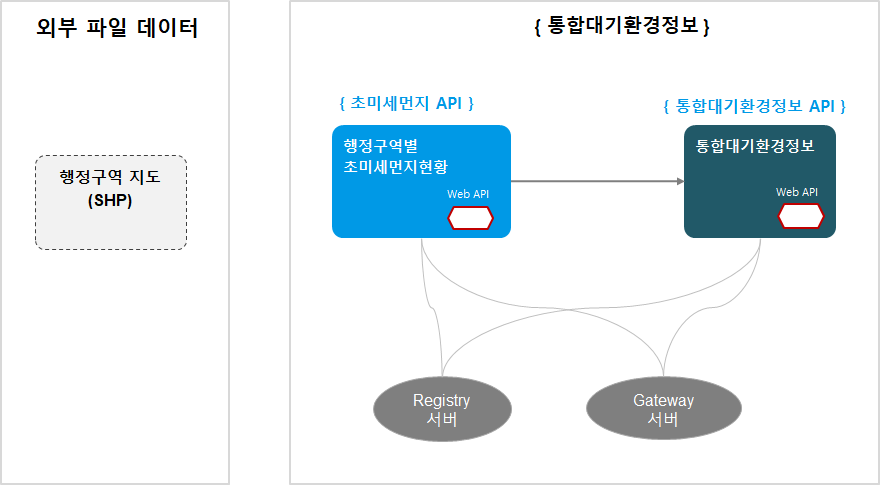 외부 파일 데이터
{ 통합대기환경정보 }
{ 초미세먼지 API }
{ 통합대기환경정보 API }
행정구역 지도
(SHP)
행정구역별
초미세먼지현황
Web API
통합대기환경정보
Web API
Registry
서버
Gateway
서버